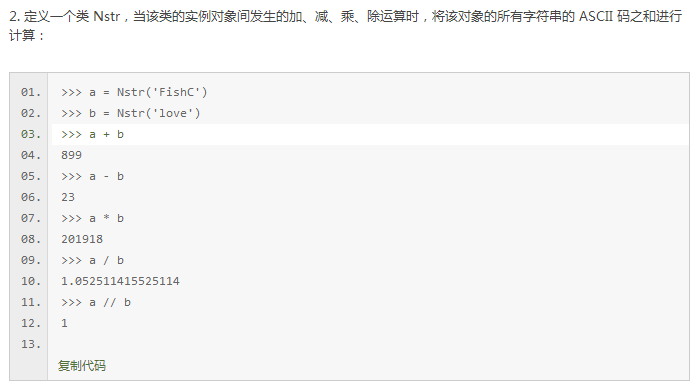 2. 定义一个类 Nstr，当该类的实例对象间发生的加、减、乘、除运算时，将该对象的所有字符串的 ASCII 码之和进行
计算：
01. >>> a = Nstr('FishC')
02. >>> b = Nstr('love')
03. >>> a + b
04. 899
05. >>> a - b
06. 23
07. >>> a * b
08. 201918
09. >>> a / b
10. 1.052511415525114
11. >>> a // b
12. 1
13.
复制代码